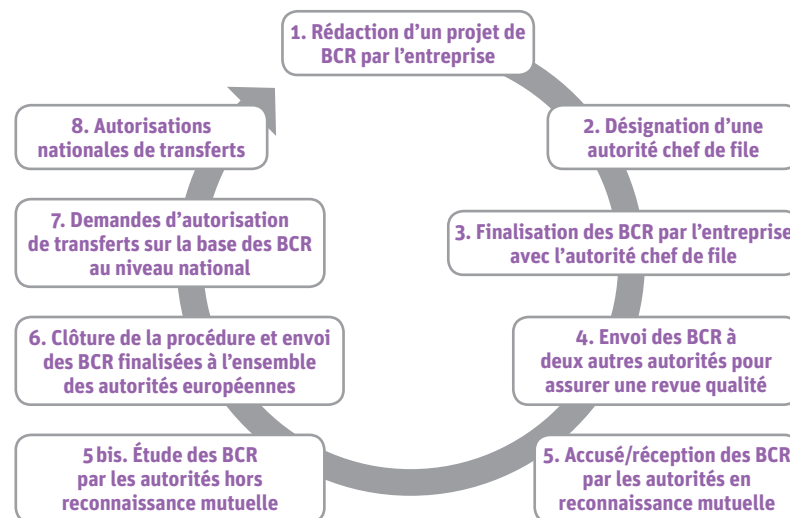 1. Rédaction d'un projet de
BCR par l'entreprise
2. Désignation d'une
autorité chef de file
3. Finalisation des BCR par l'entreprise
avec l'autorité chef de file
4. Envoi des BCR à
deux autres autorités pour
assurer une revue qualité
5. Accusé/réception des BCR
par les autorités en
reconnaissance mutuelle
5 bis. Étude des BCR
par les autorités hors
reconnaissance mutuelle
6. Clôture de la procédure et envoi
des BCR finalisées à l'ensemble
des autorités européennes
7. Demandes d'autorisation
de transferts sur la base des BCR
au niveau national
8. Autorisations
nationales de transferts